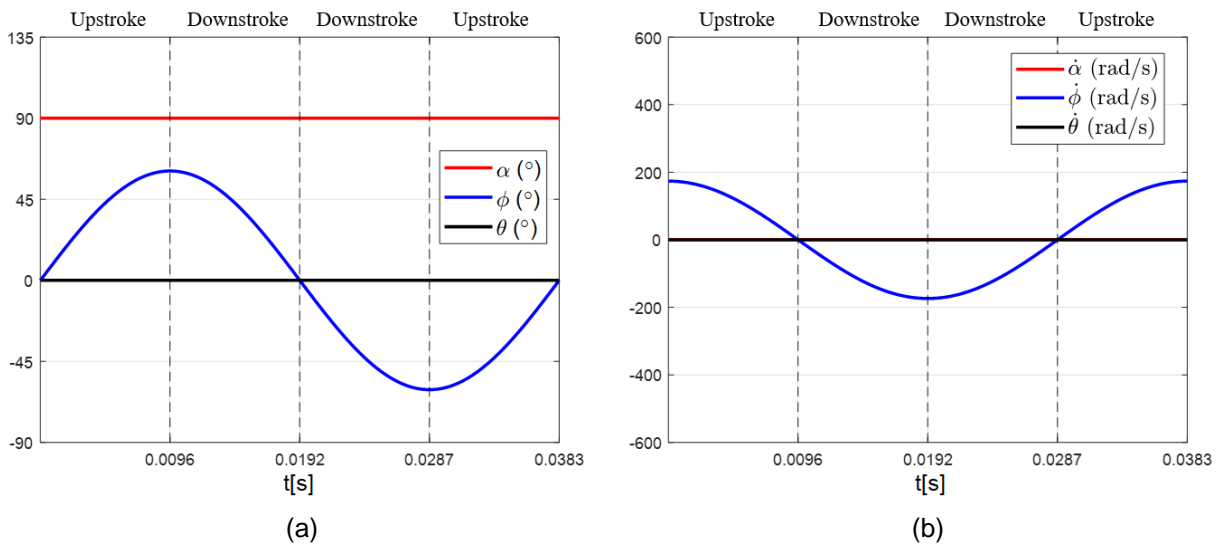 Upstroke Downstroke Downstroke Upstroke
135
90
45
0
-45
-90
α (°)
ϕ (°)
θ (°)
0.0096 0.0192 0.0287 0.0383
t[s]
(a)
Upstroke Downstroke Downstroke Upstroke
600
400
200
0
-200
-400
-600
α̇ (rad/s)
ϕ̇ (rad/s)
θ̇ (rad/s)
0.0096 0.0192 0.0287 0.0383
t[s]
(b)